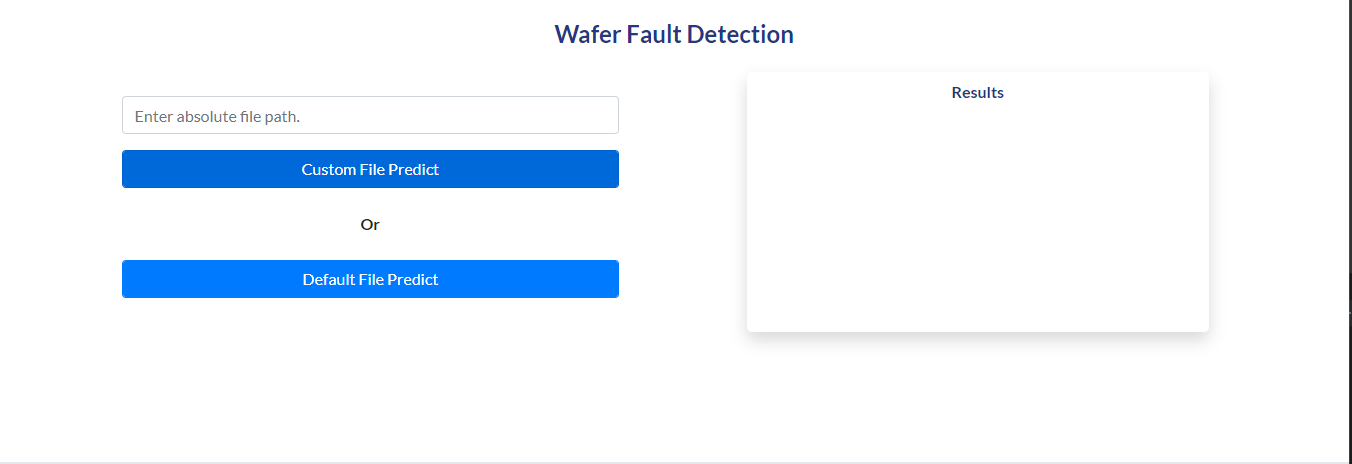 Wafer Fault Detection
Enter absolute file path.
Custom File Predict
Or
Default File Predict
Results